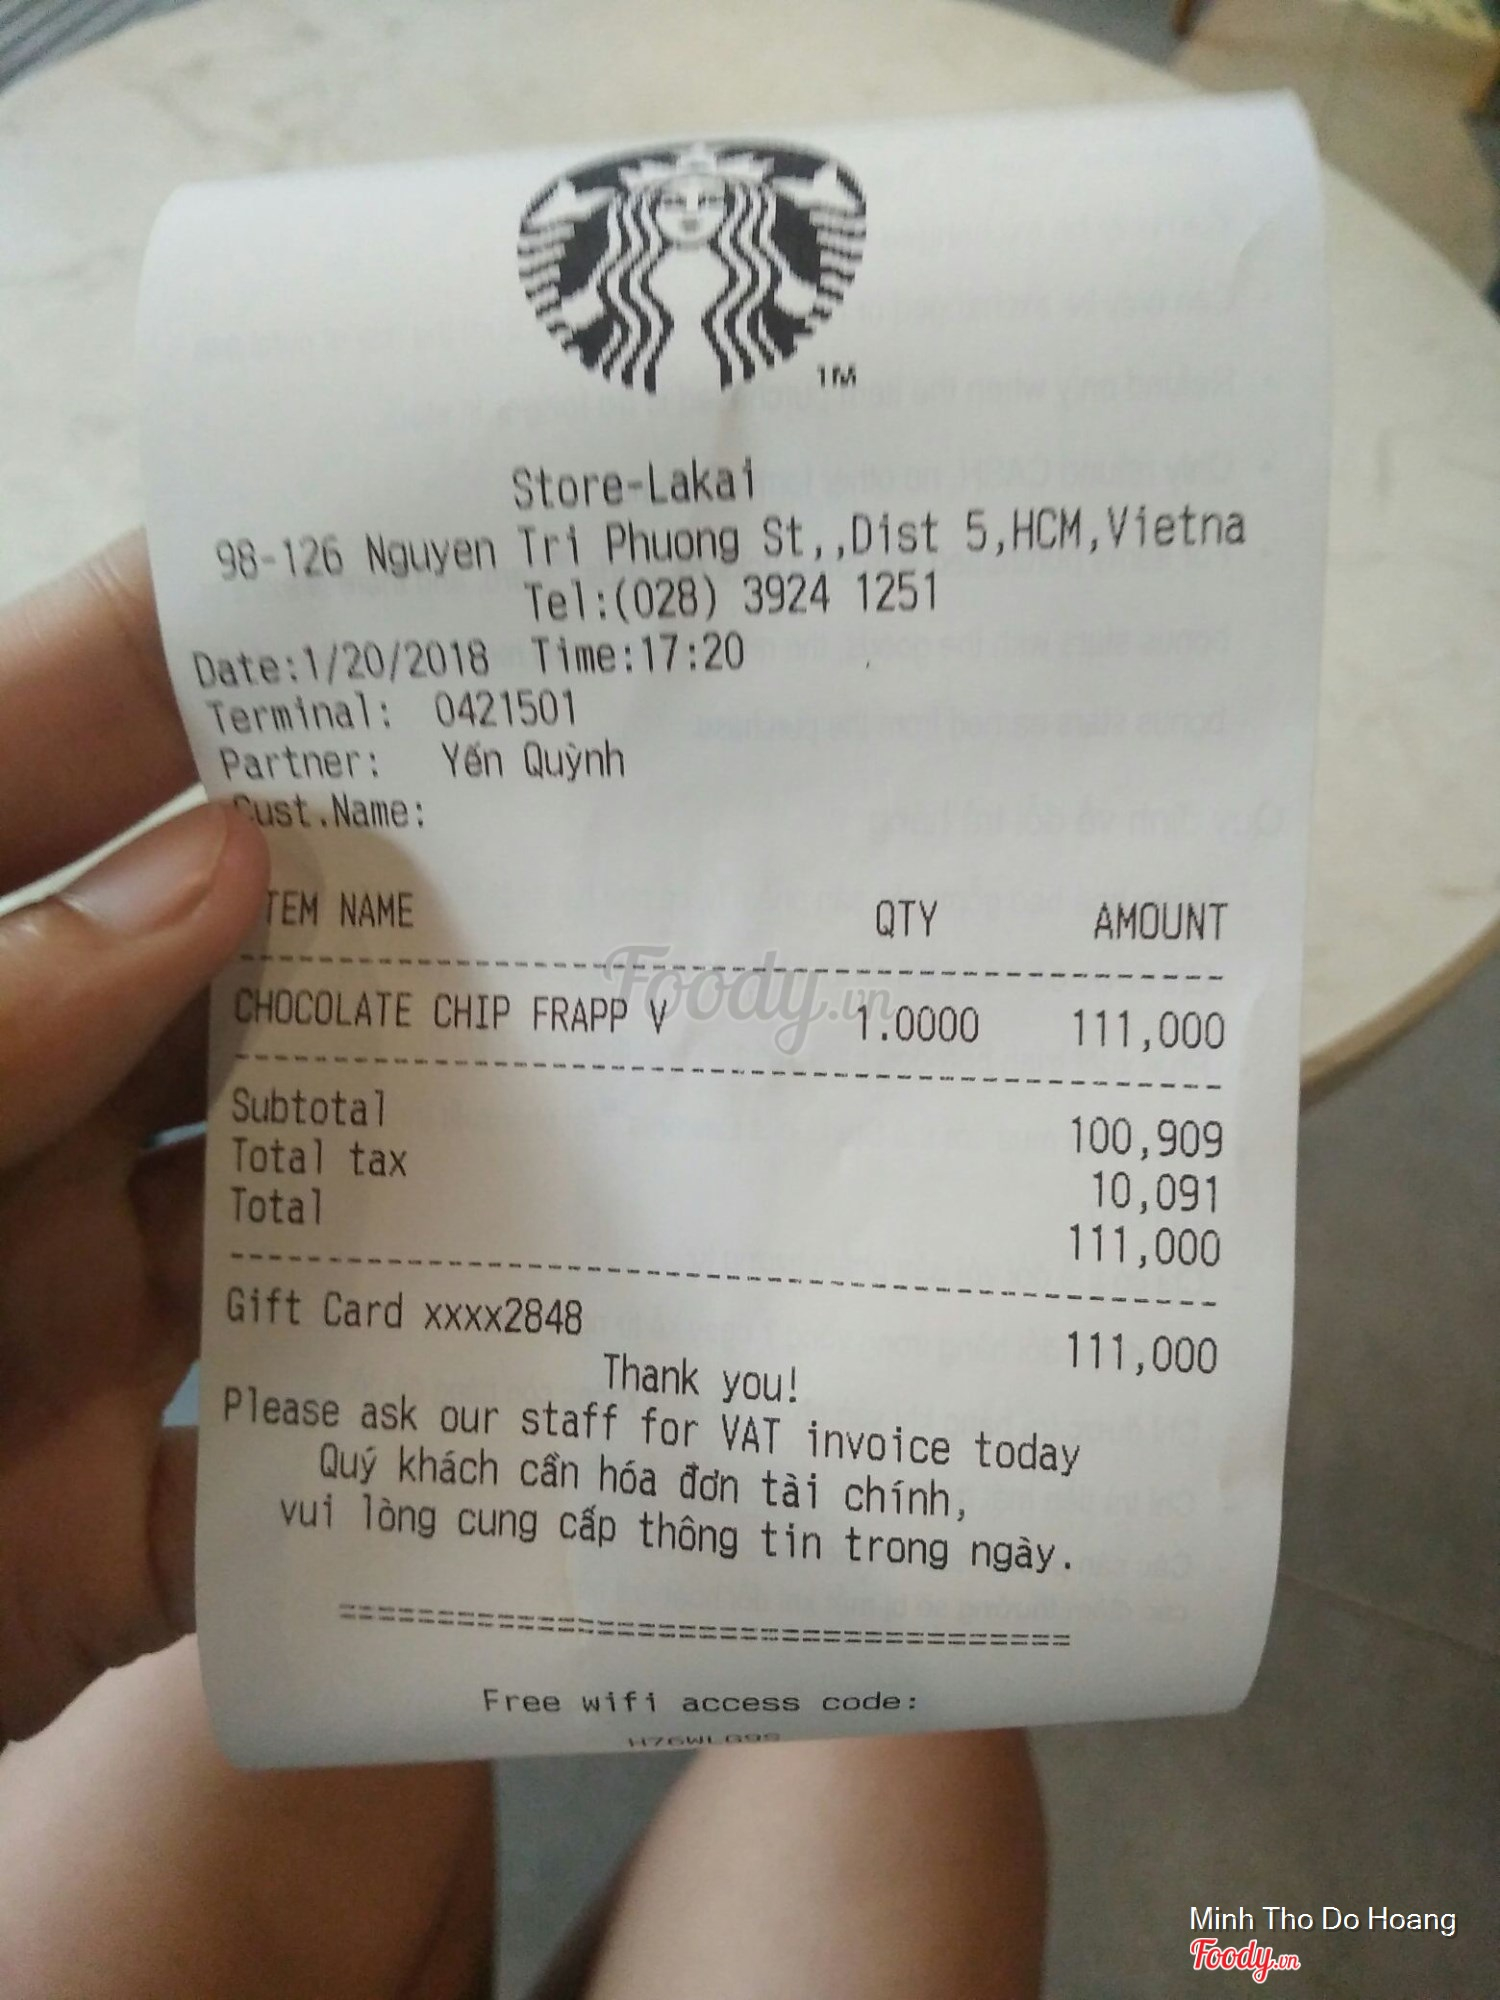 TM
Store-Lakai
98-126 Nguyen Tri Phuong St,,Dist 5,HCM,Vietna
Tel:(028) 3924 1251
Date:1/20/2018 Time:17:20
Terminal: 0421501
Partner: Yến Quỳnh
Cust.Name:
TEM NAME QTY AMOUNT
CHOCOLATE CHIP FRAPP V 1.0000 111,000
Foody.vn
Subtotal 100,909
Total tax 10,091
Total 111,000
Gift Card xxxx2848 111,000
Thank you!
Please ask our staff for VAT invoice today
Quý khách cần hóa đơn tài chính,
vui lòng cung cấp thông tin trong ngày.
Free wifi access code:
Minh Tho Do Hoang
Foody.vn